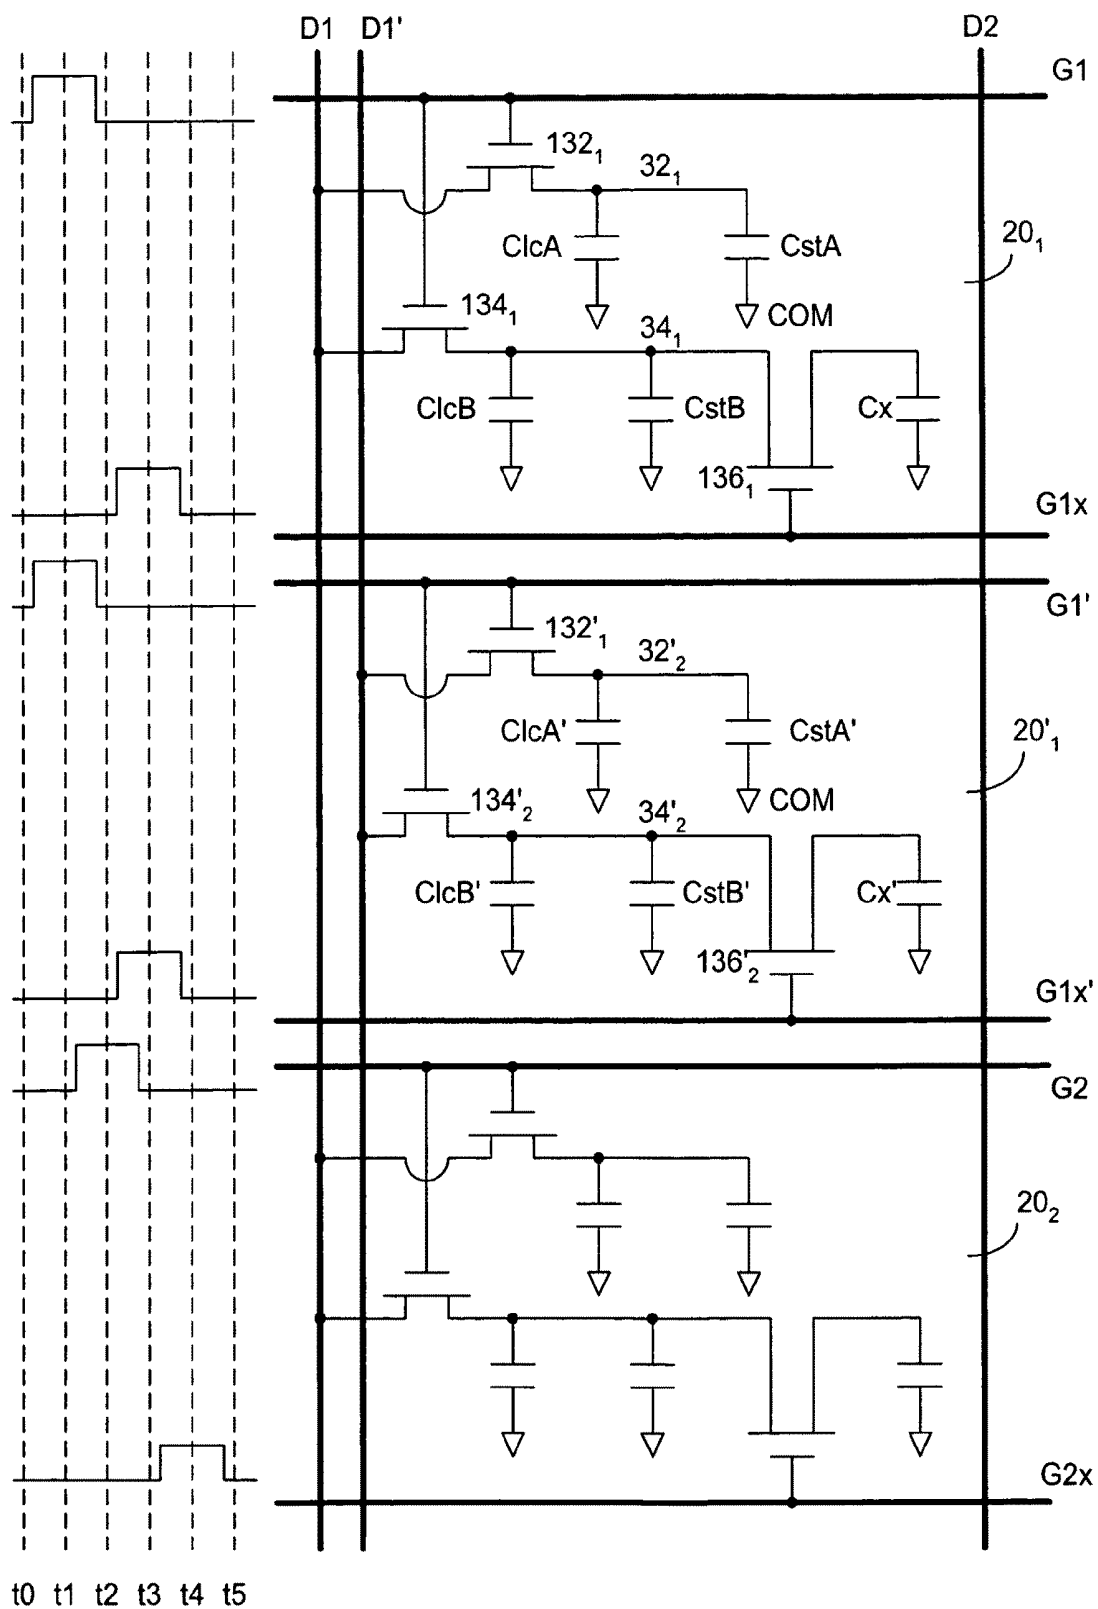 D1 D1' D2
G1
132₁
32₁
ClcA CstA
20₁
134₁
COM
34₁
ClcB CstB Cx
136₁
G1x
G1'
132'₁
32'₂
ClcA' CstA'
20'₁
134'₂
COM
34'₂
ClcB' CstB' Cx'
136'₂
G1x'
G2
20₂
G2x
t0 t1 t2 t3 t4 t5